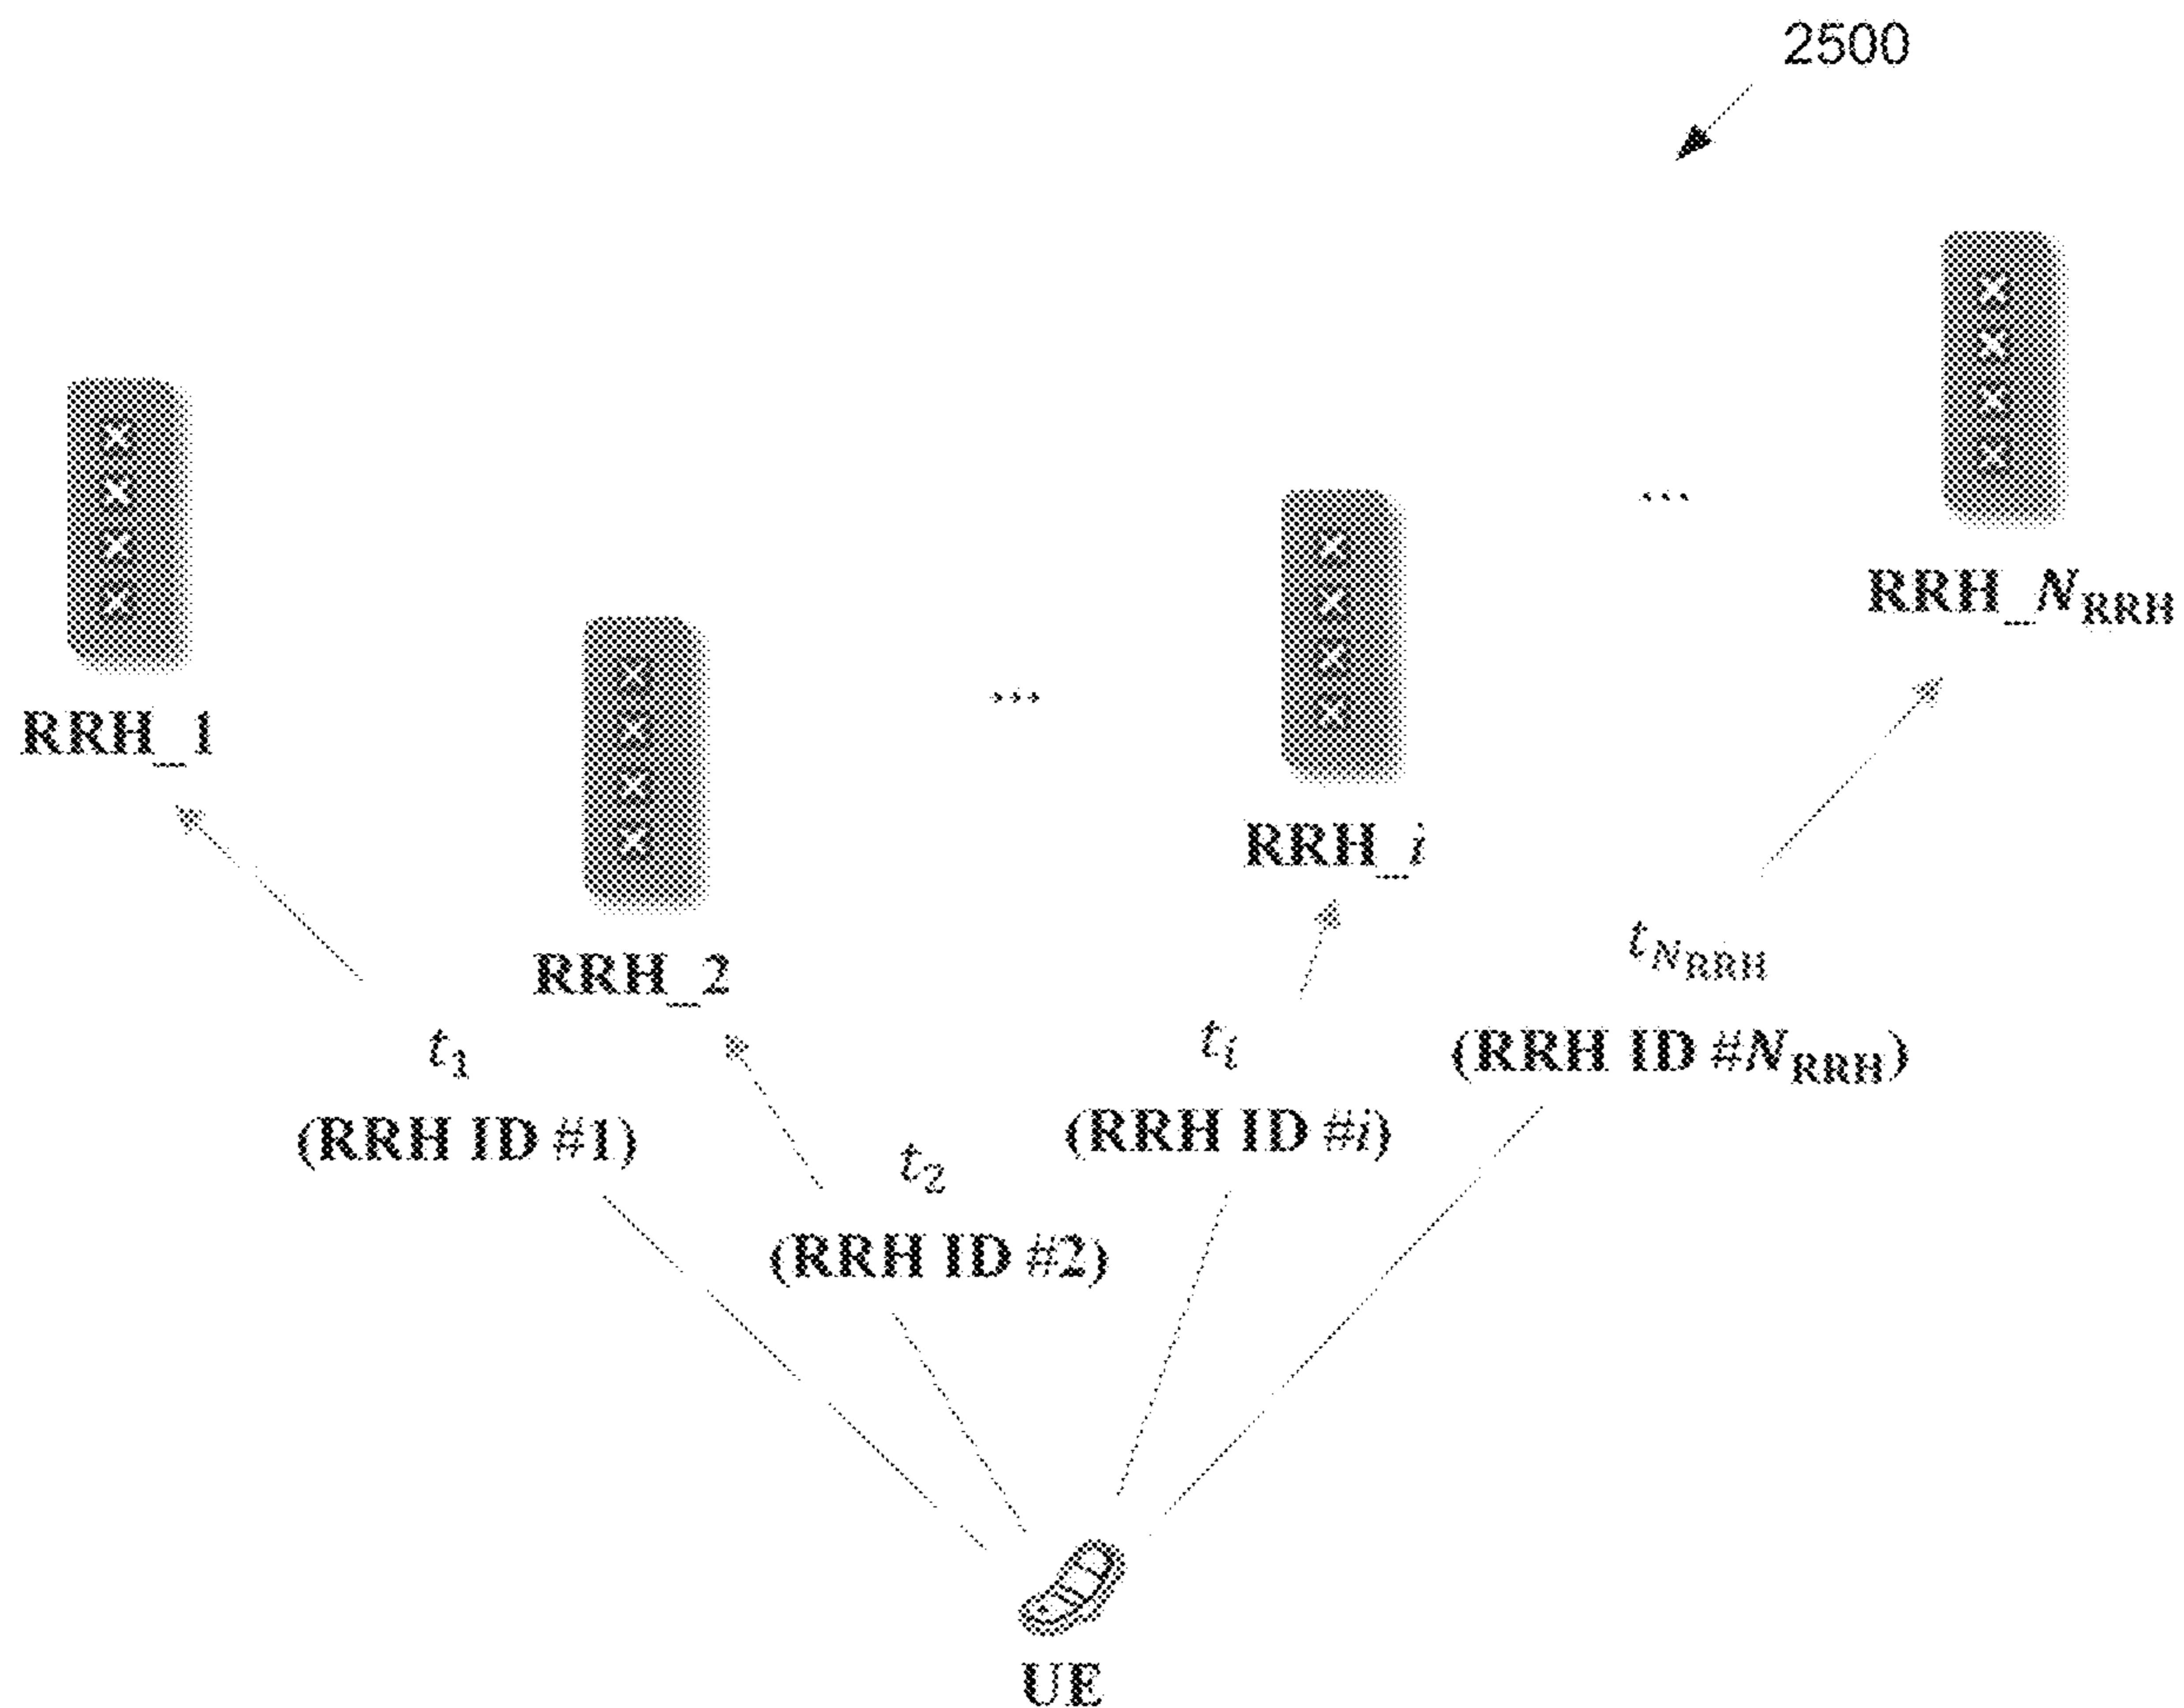 2500
RRH_1
RRH_2
...
RRH_i
...
RRH_N_RRH
t_1
(RRH ID #1)
t_2
(RRH ID #2)
t_i
(RRH ID #i)
t_N_RRH
(RRH ID #N_RRH)
UE